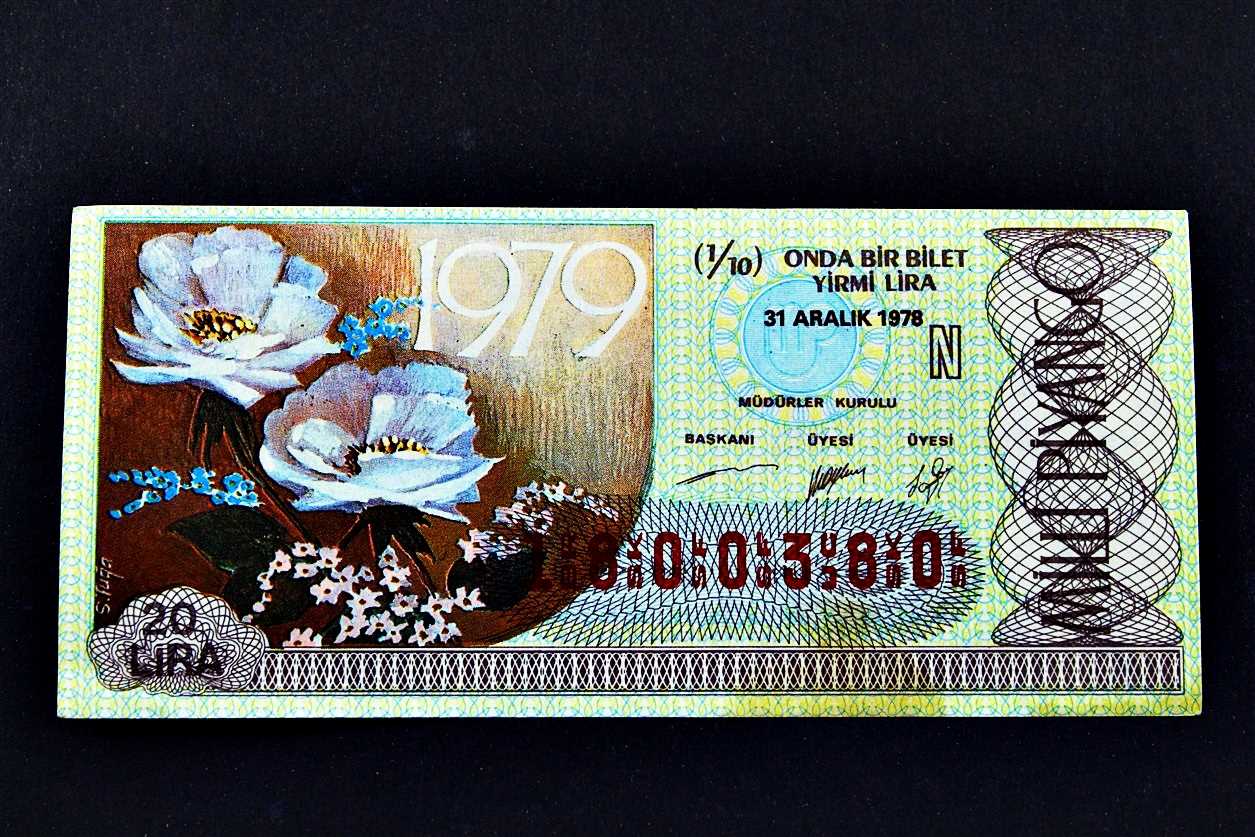 1979
(1/10) ONDA BİR BİLET
YİRMİ LİRA
31 ARALIK 1978
N
MÜDÜRLER KURULU
BAŞKANI ÜYESİ ÜYESİ
1800380
20
LİRA
MİLLİ PİYANGO